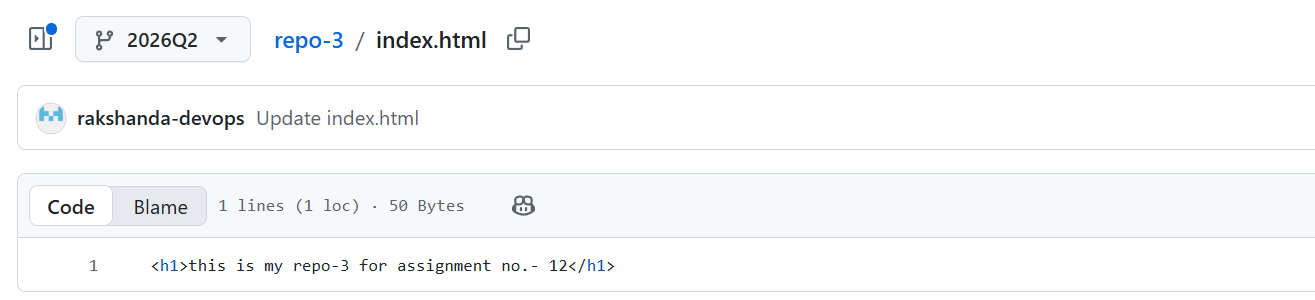 2026Q2 repo-3 / index.html
rakshanda-devops Update index.html
Code Blame 1 lines (1 loc) · 50 Bytes
1 <h1>this is my repo-3 for assignment no.- 12</h1>